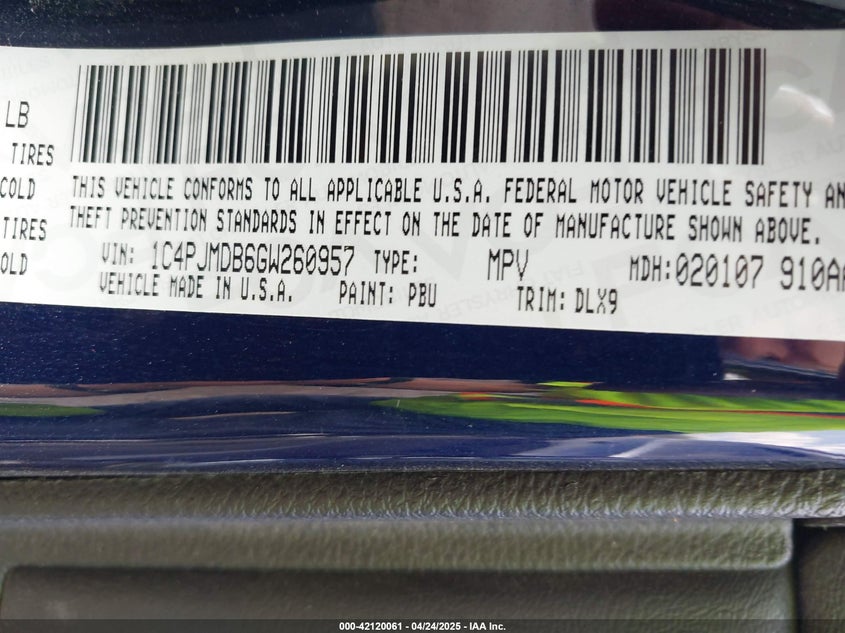 LB
TIRES
COLD
TIRES
OLD
THIS VEHICLE CONFORMS TO ALL APPLICABLE U.S.A. FEDERAL MOTOR VEHICLE SAFETY AN
THEFT PREVENTION STANDARDS IN EFFECT ON THE DATE OF MANUFACTURE SHOWN ABOVE.
VIN: 1C4PJMDB6GW260957 TYPE: MPV MDH:020107 910AA
VEHICLE MADE IN U.S.A. PAINT: PBU TRIM: DLX9
000-42120061 - 04/24/2025 - IAA Inc.